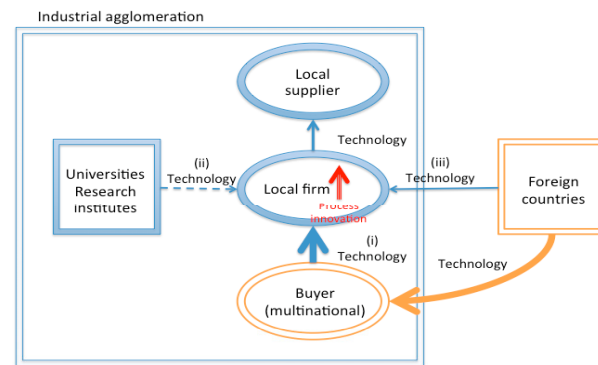 Industrial agglomeration
Local
supplier
Technology
(ii)
Technology
(iii)
Technology
Universities
Research
institutes
Local firm
Process
innovation
Foreign
countries
(i)
Technology
Technology
Buyer
(multinational)